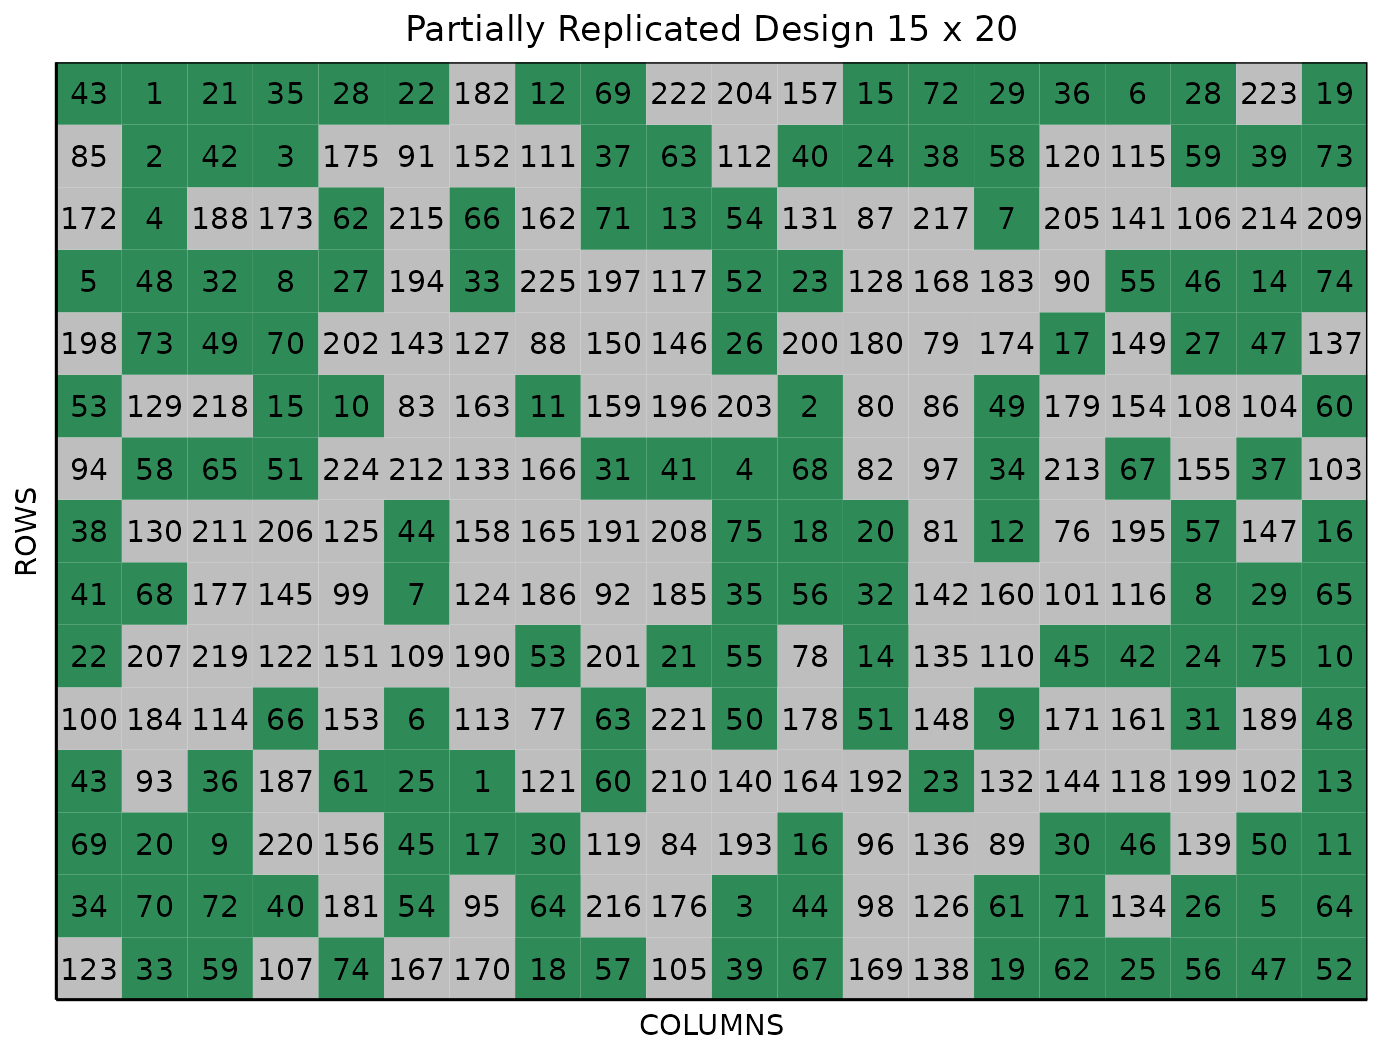 Partially Replicated Design 15 x 20
43 1 21 35 28 22 182 12 69 222 204 157 15 72 29 36 6 28 223 19
85 2 42 3 175 91 152 111 37 63 112 40 24 38 58 120 115 59 39 73
172 4 188 173 62 215 66 162 71 13 54 131 87 217 7 205 141 106 214 209
5 48 32 8 27 194 33 225 197 117 52 23 128 168 183 90 55 46 14 74
198 73 49 70 202 143 127 88 150 146 26 200 180 79 174 17 149 27 47 137
53 129 218 15 10 83 163 11 159 196 203 2 80 86 49 179 154 108 104 60
94 58 65 51 224 212 133 166 31 41 4 68 82 97 34 213 67 155 37 103
38 130 211 206 125 44 158 165 191 208 75 18 20 81 12 76 195 57 147 16
41 68 177 145 99 7 124 186 92 185 35 56 32 142 160 101 116 8 29 65
22 207 219 122 151 109 190 53 201 21 55 78 14 135 110 45 42 24 75 10
100 184 114 66 153 6 113 77 63 221 50 178 51 148 9 171 161 31 189 48
43 93 36 187 61 25 1 121 60 210 140 164 192 23 132 144 118 199 102 13
69 20 9 220 156 45 17 30 119 84 193 16 96 136 89 30 46 139 50 11
34 70 72 40 181 54 95 64 216 176 3 44 98 126 61 71 134 26 5 64
123 33 59 107 74 167 170 18 57 105 39 67 169 138 19 62 25 56 47 52
ROWS
COLUMNS